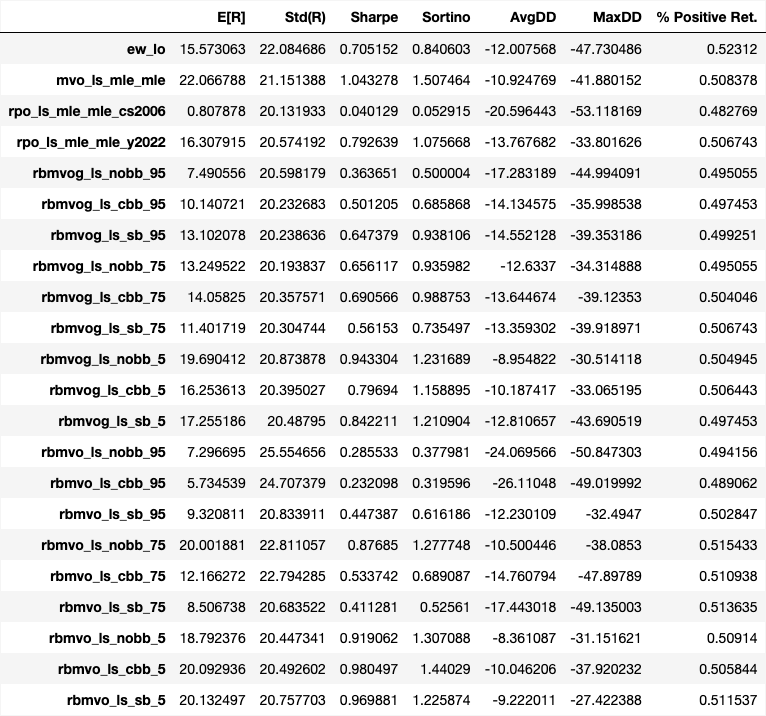 E[R] Std(R) Sharpe Sortino AvgDD MaxDD % Positive Ret.
ew_lo 15.573063 22.084686 0.705152 0.840603 -12.007568 -47.730486 0.52312
mvo_ls_mle_mle 22.066788 21.151388 1.043278 1.507464 -10.924769 -41.880152 0.508378
rpo_ls_mle_mle_cs2006 0.807878 20.131933 0.040129 0.052915 -20.596443 -53.118169 0.482769
rpo_ls_mle_mle_y2022 16.307915 20.574192 0.792639 1.075668 -13.767682 -33.801626 0.506743
rbmvog_ls_nobb_95 7.490556 20.598179 0.363651 0.500004 -17.283189 -44.994091 0.495055
rbmvog_ls_cbb_95 10.140721 20.232683 0.501205 0.685868 -14.134575 -35.998538 0.497453
rbmvog_ls_sb_95 13.102078 20.238636 0.647379 0.938106 -14.552128 -39.353186 0.499251
rbmvog_ls_nobb_75 13.249522 20.193837 0.656117 0.935982 -12.6337 -34.314888 0.495055
rbmvog_ls_cbb_75 14.05825 20.357571 0.690566 0.988753 -13.644674 -39.12353 0.504046
rbmvog_ls_sb_75 11.401719 20.304744 0.56153 0.735497 -13.359302 -39.918971 0.506743
rbmvog_ls_nobb_5 19.690412 20.873878 0.943304 1.231689 -8.954822 -30.514118 0.504945
rbmvog_ls_cbb_5 16.253613 20.395027 0.79694 1.158895 -10.187417 -33.065195 0.506443
rbmvog_ls_sb_5 17.255186 20.48795 0.842211 1.210904 -12.810657 -43.690519 0.497453
rbmvo_ls_nobb_95 7.296695 25.554656 0.285533 0.377981 -24.069566 -50.847303 0.494156
rbmvo_ls_cbb_95 5.734539 24.707379 0.232098 0.319596 -26.11048 -49.019992 0.489062
rbmvo_ls_sb_95 9.320811 20.833911 0.447387 0.616186 -12.230109 -32.4947 0.502847
rbmvo_ls_nobb_75 20.001881 22.811057 0.87685 1.277748 -10.500446 -38.0853 0.515433
rbmvo_ls_cbb_75 12.166272 22.794285 0.533742 0.689087 -14.760794 -47.89789 0.510938
rbmvo_ls_sb_75 8.506738 20.683522 0.411281 0.52561 -17.443018 -49.135003 0.513635
rbmvo_ls_nobb_5 18.792376 20.447341 0.919062 1.307088 -8.361087 -31.151621 0.50914
rbmvo_ls_cbb_5 20.092936 20.492602 0.980497 1.44029 -10.046206 -37.920232 0.505844
rbmvo_ls_sb_5 20.132497 20.757703 0.969881 1.225874 -9.222011 -27.422388 0.511537